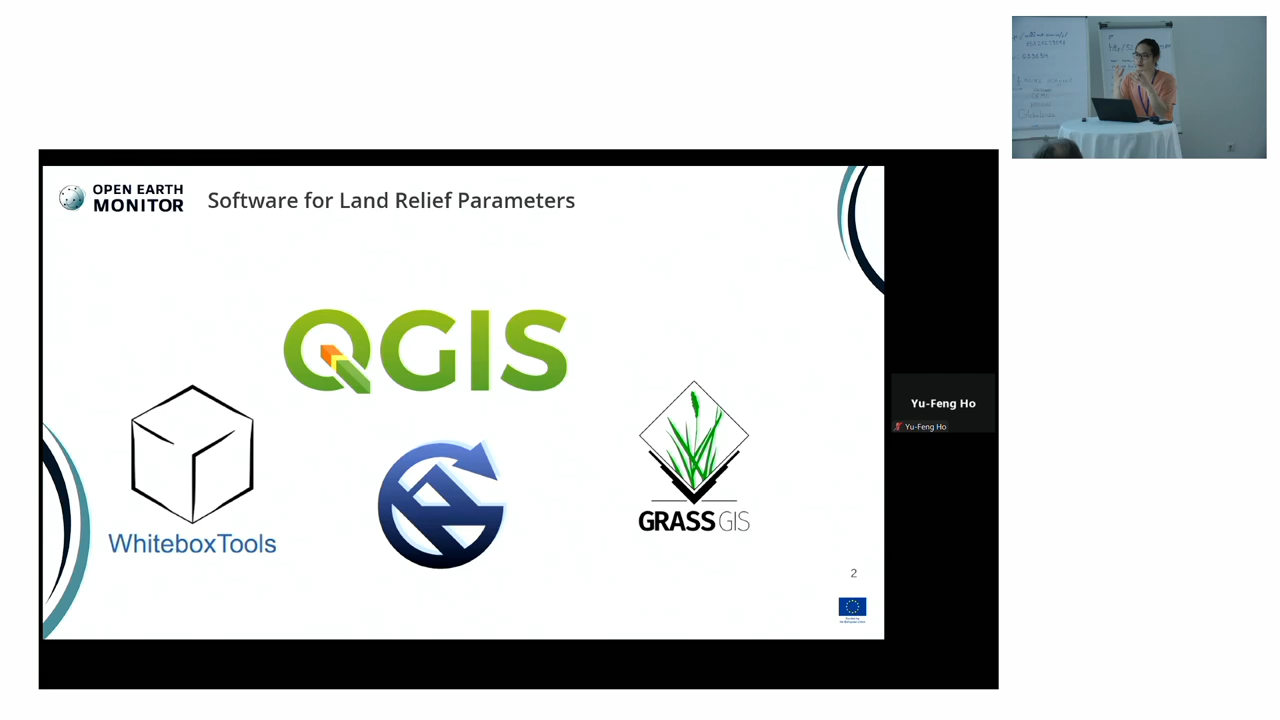 OPEN EARTH
MONITOR
Software for Land Relief Parameters
QGIS
WhiteboxTools
GRASS GIS
2
Yu-Feng Ho
Yu-Feng Ho